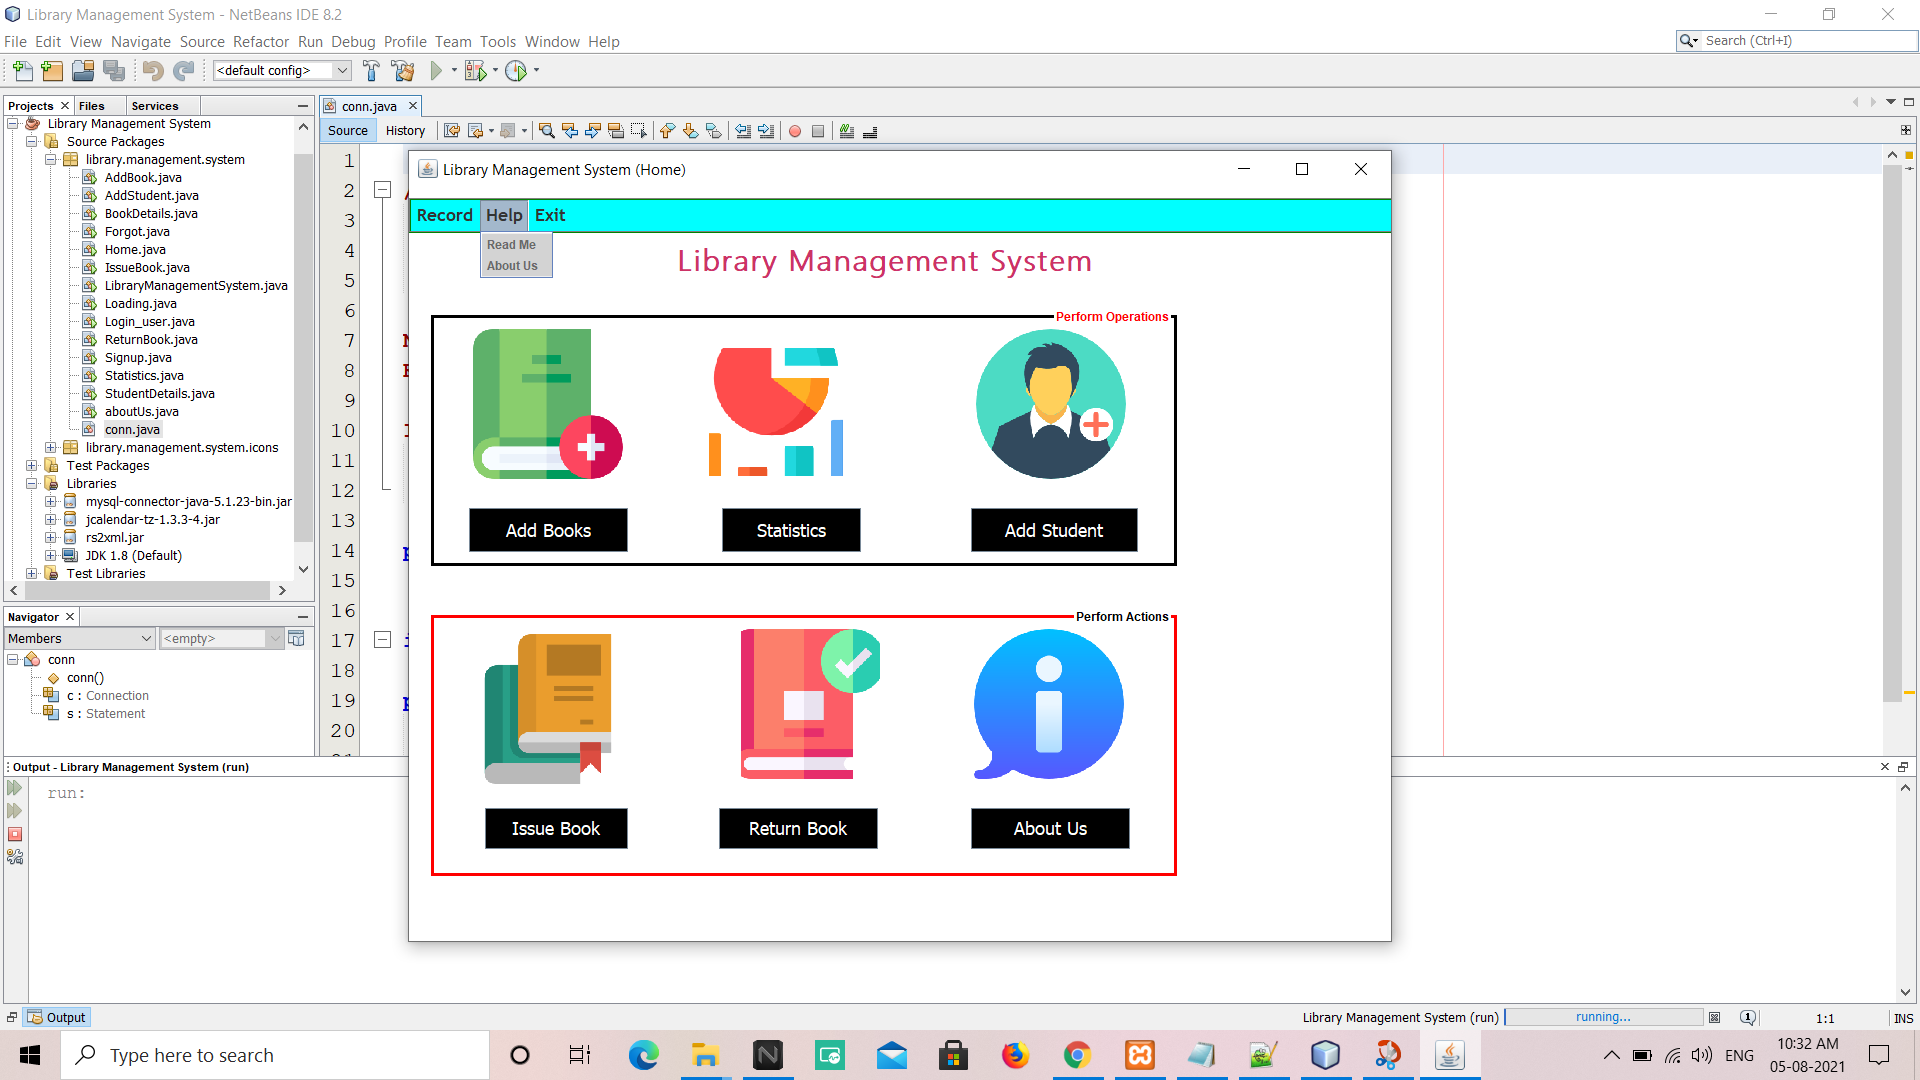 Library Management System - NetBeans IDE 8.2
File Edit View Navigate Source Refactor Run Debug Profile Team Tools Window Help
Search (Ctrl+I)
<default config>
Projects Files Services
Library Management System
Source Packages
library.management.system
AddBook.java
AddStudent.java
BookDetails.java
Forgot.java
Home.java
IssueBook.java
LibraryManagementSystem.java
Loading.java
Login_user.java
ReturnBook.java
Signup.java
Statistics.java
StudentDetails.java
aboutUs.java
conn.java
library.management.system.icons
Test Packages
Libraries
mysql-connector-java-5.1.23-bin.jar
jcalendar-tz-1.3.3-4.jar
rs2xml.jar
JDK 1.8 (Default)
Test Libraries
Navigator
Members <empty>
conn
conn()
c : Connection
s : Statement
conn.java
Source History
1
2
3
4
5
6
7
8
9
10
11
12
13
14
15
16
17
18
19
20
Library Management System (Home)
Record Help Exit
Read Me
About Us
Library Management System
Perform Operations
Add Books Statistics Add Student
Perform Actions
Issue Book Return Book About Us
Output - Library Management System (run)
run:
Output
Library Management System (run) running... 1:1 INS
Type here to search
ENG
10:32 AM
05-08-2021